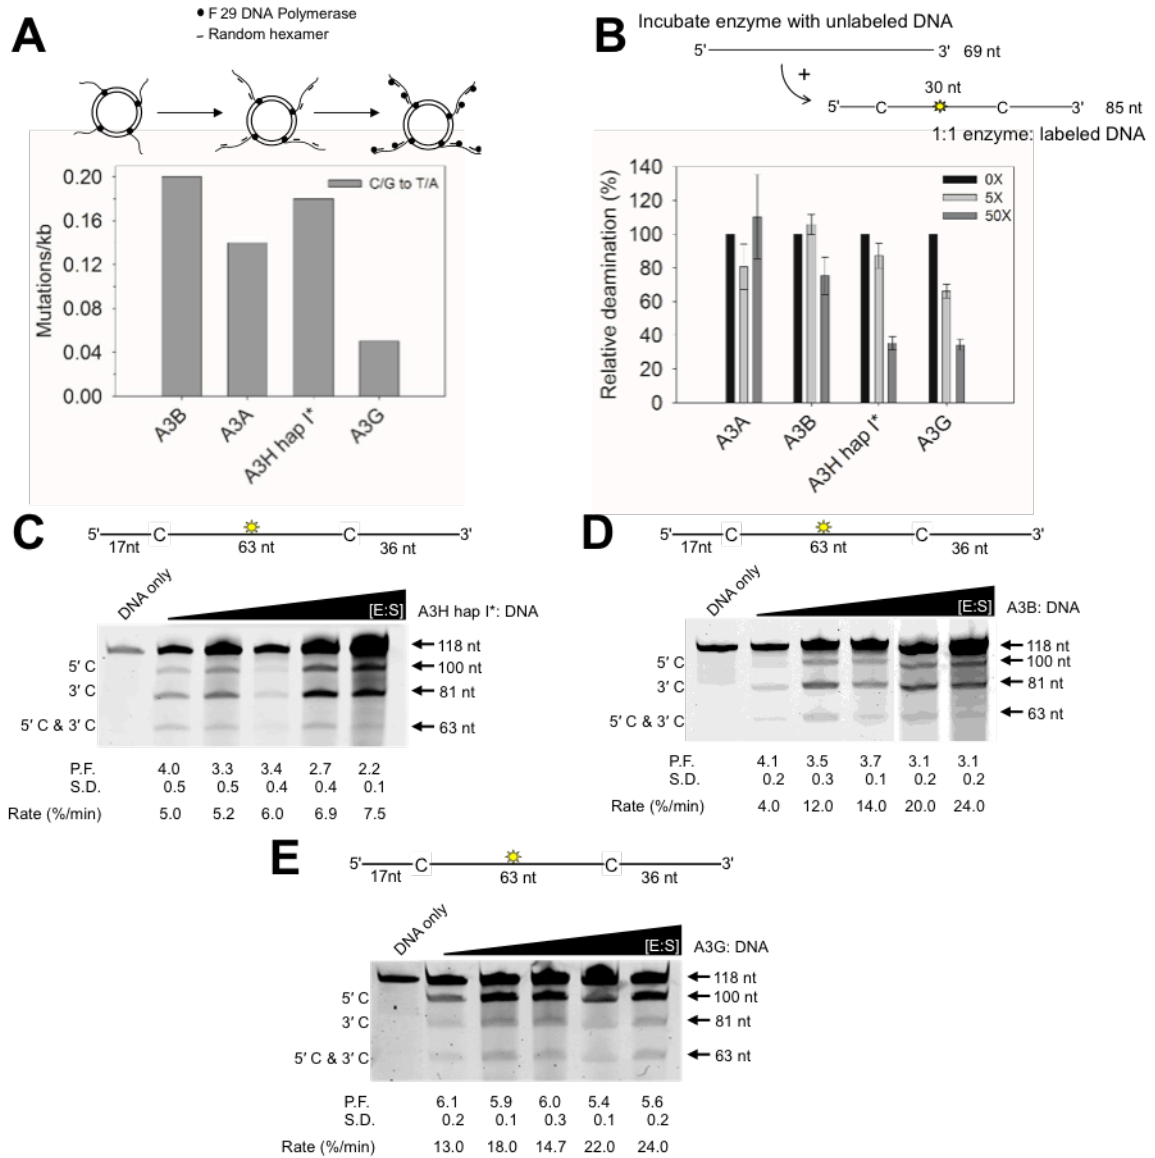 A
● F 29 DNA Polymerase
- Random hexamer
0.20
0.16
0.12
0.08
0.04
0.00
Mutations/kb
C/G to T/A
A3B
A3A
A3H hap I*
A3G
B
Incubate enzyme with unlabeled DNA
5' 3' 69 nt
+
30 nt
5' C C 3' 85 nt
1:1 enzyme: labeled DNA
140
120
100
80
60
40
20
0
Relative deamination (%)
0X
5X
50X
A3A
A3B
A3H hap I*
A3G
C
5' C C 3'
17nt 63 nt 36 nt
DNA only
[E:S] A3H hap I*: DNA
118 nt
5' C 100 nt
3' C 81 nt
5' C & 3' C 63 nt
P.F. 4.0 3.3 3.4 2.7 2.2
S.D. 0.5 0.5 0.4 0.4 0.1
Rate (%/min) 5.0 5.2 6.0 6.9 7.5
D
5' C C 3'
17nt 63 nt 36 nt
DNA only
[E:S] A3B: DNA
118 nt
5' C 100 nt
3' C 81 nt
5' C & 3' C 63 nt
P.F. 4.1 3.5 3.7 3.1 3.1
S.D. 0.2 0.3 0.1 0.2 0.2
Rate (%/min) 4.0 12.0 14.0 20.0 24.0
E
5' C C 3'
17nt 63 nt 36 nt
DNA only
[E:S] A3G: DNA
118 nt
5' C 100 nt
3' C 81 nt
5' C & 3' C 63 nt
P.F. 6.1 5.9 6.0 5.4 5.6
S.D. 0.2 0.1 0.3 0.1 0.2
Rate (%/min) 13.0 18.0 14.7 22.0 24.0